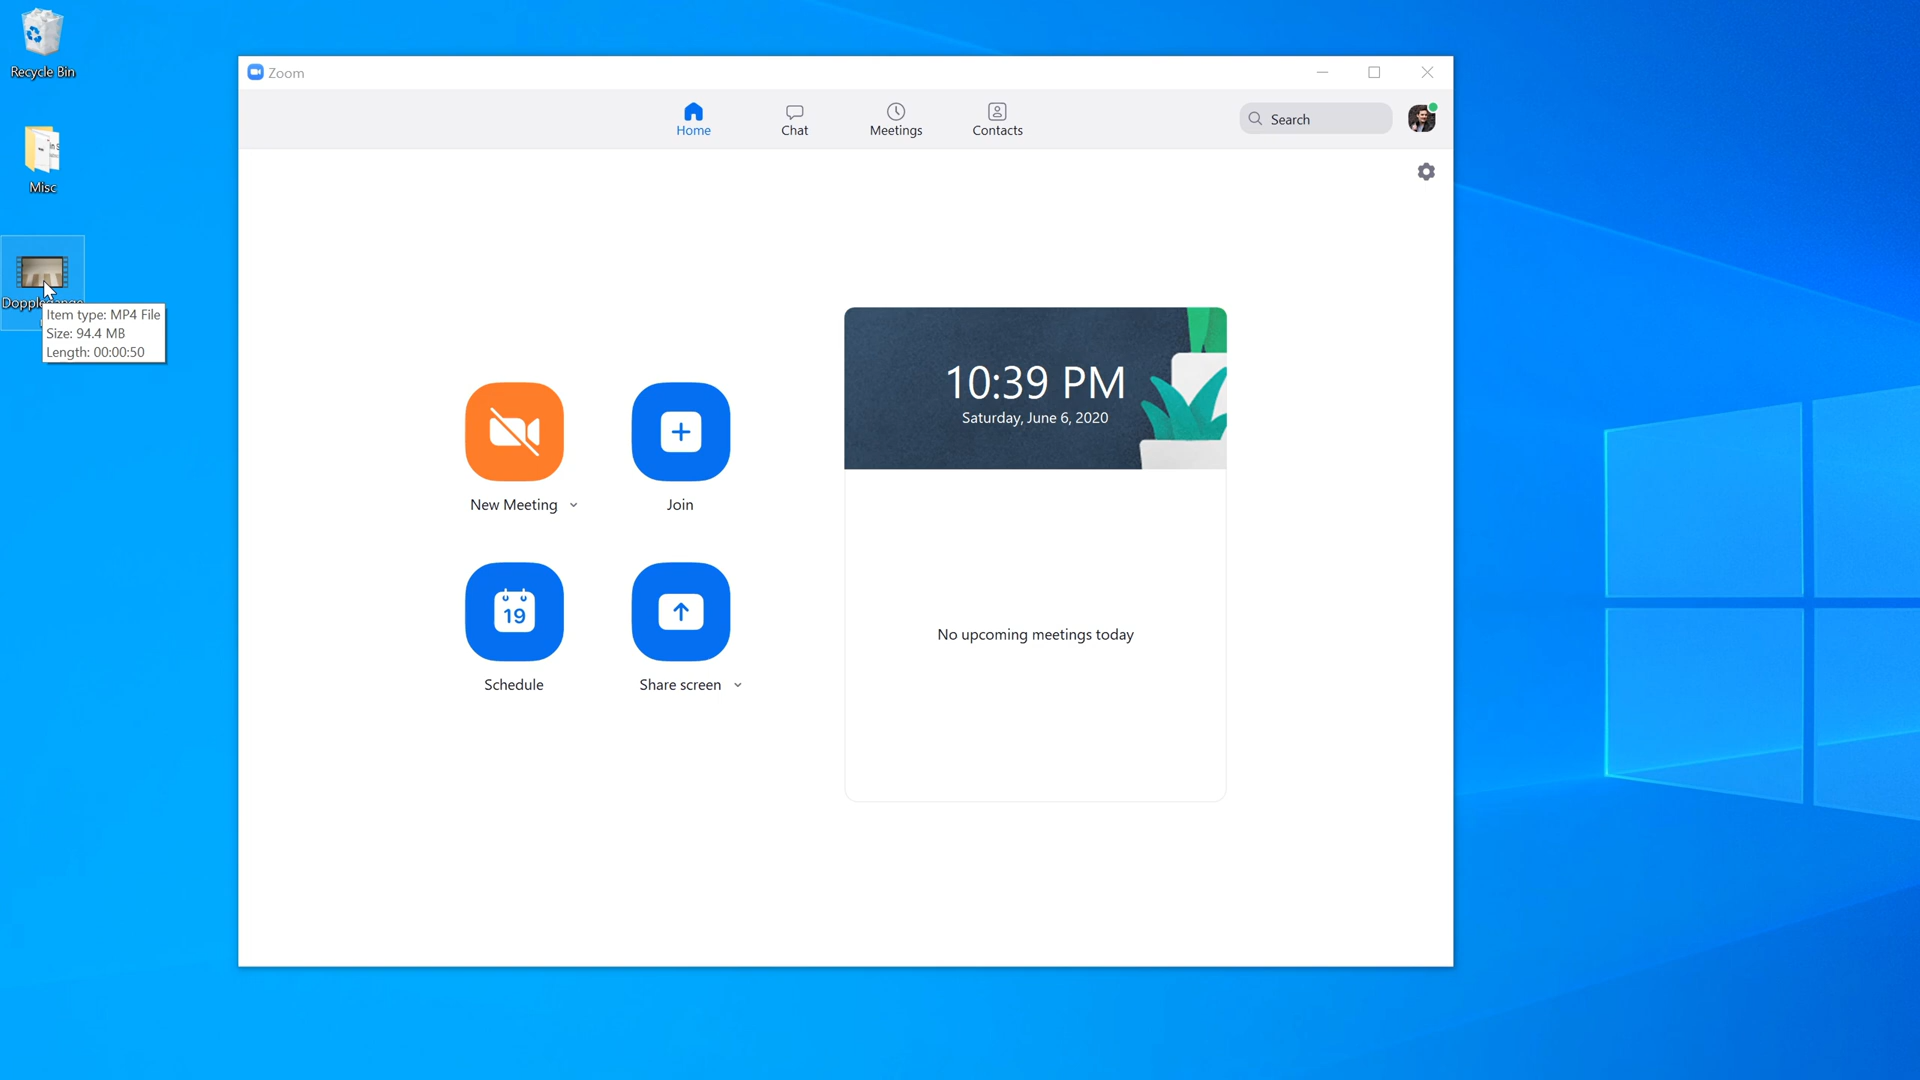 Recycle Bin
Misc
Item type: MP4 File
Size: 94.4 MB
Length: 00:00:50
Zoom
Home
Chat
Meetings
Contacts
Search
10:39 PM
Saturday, June 6, 2020
New Meeting
Join
19
Schedule
Share screen
No upcoming meetings today